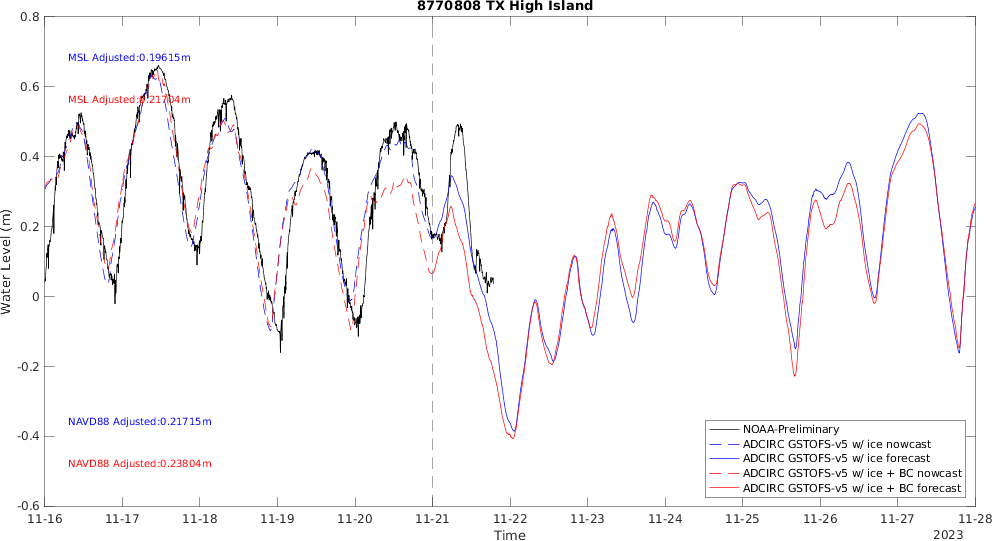 8770808 TX High Island
0.8
0.6
0.4
0.2
0
-0.2
-0.4
-0.6
Water Level (m)
MSL Adjusted:0.19615m
MSL Adjusted:0.21704m
NAVD88 Adjusted:0.21715m
NAVD88 Adjusted:0.23804m
NOAA-Preliminary
ADCIRC GSTOFS-v5 w/ ice nowcast
ADCIRC GSTOFS-v5 w/ ice forecast
ADCIRC GSTOFS-v5 w/ ice + BC nowcast
ADCIRC GSTOFS-v5 w/ ice + BC forecast
11-16 11-17 11-18 11-19 11-20 11-21 11-22 11-23 11-24 11-25 11-26 11-27 11-28
Time
2023